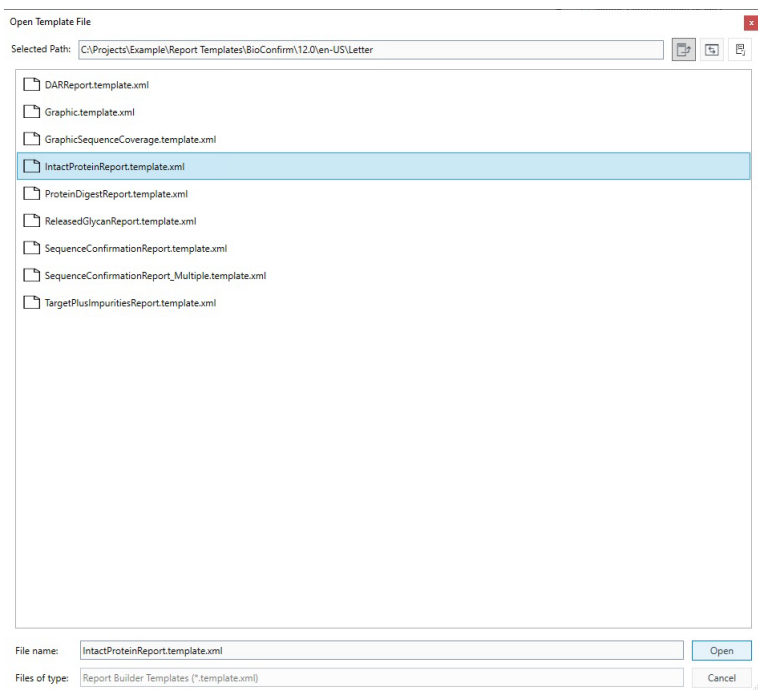 Open Template File
x
Selected Path: C:\Projects\Example\Report Templates\BioConfirm\12.0\en-US\Letter
DARReport.template.xml
Graphic.template.xml
GraphicSequenceCoverage.template.xml
IntactProteinReport.template.xml
ProteinDigestReport.template.xml
ReleasedGlycanReport.template.xml
SequenceConfirmationReport.template.xml
SequenceConfirmationReport_Multiple.template.xml
TargetPlusImpuritiesReport.template.xml
File name: IntactProteinReport.template.xml Open
Files of type: Report Builder Templates (*.template.xml) Cancel